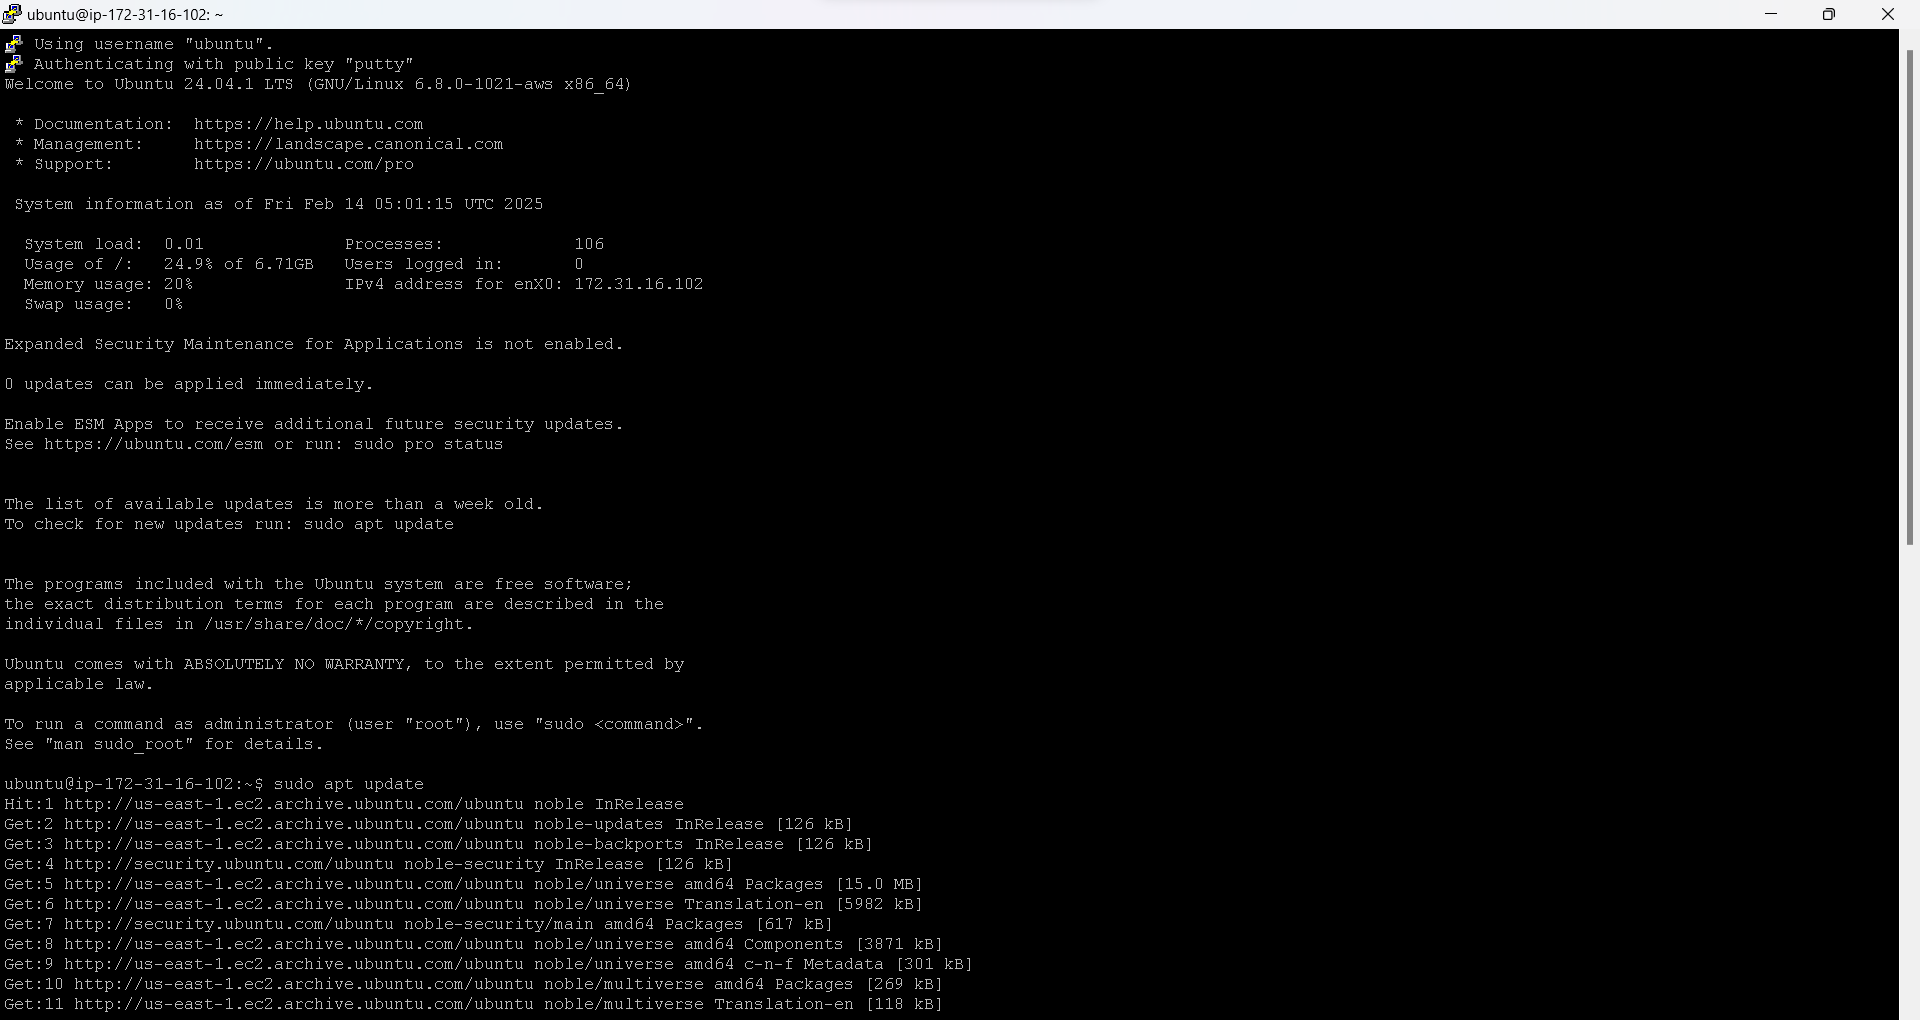 ubuntu@ip-172-31-16-102: ~
Using username "ubuntu".
Authenticating with public key "putty"
Welcome to Ubuntu 24.04.1 LTS (GNU/Linux 6.8.0-1021-aws x86_64)
* Documentation:  https://help.ubuntu.com
* Management:     https://landscape.canonical.com
* Support:        https://ubuntu.com/pro
System information as of Fri Feb 14 05:01:15 UTC 2025
System load:  0.01              Processes:             106
Usage of /:   24.9% of 6.71GB   Users logged in:       0
Memory usage: 20%               IPv4 address for enX0: 172.31.16.102
Swap usage:   0%
Expanded Security Maintenance for Applications is not enabled.
0 updates can be applied immediately.
Enable ESM Apps to receive additional future security updates.
See https://ubuntu.com/esm or run: sudo pro status
The list of available updates is more than a week old.
To check for new updates run: sudo apt update
The programs included with the Ubuntu system are free software;
the exact distribution terms for each program are described in the
individual files in /usr/share/doc/*/copyright.
Ubuntu comes with ABSOLUTELY NO WARRANTY, to the extent permitted by
applicable law.
To run a command as administrator (user "root"), use "sudo <command>".
See "man sudo_root" for details.
ubuntu@ip-172-31-16-102:~$ sudo apt update
Hit:1 http://us-east-1.ec2.archive.ubuntu.com/ubuntu noble InRelease
Get:2 http://us-east-1.ec2.archive.ubuntu.com/ubuntu noble-updates InRelease [126 kB]
Get:3 http://us-east-1.ec2.archive.ubuntu.com/ubuntu noble-backports InRelease [126 kB]
Get:4 http://security.ubuntu.com/ubuntu noble-security InRelease [126 kB]
Get:5 http://us-east-1.ec2.archive.ubuntu.com/ubuntu noble/universe amd64 Packages [15.0 MB]
Get:6 http://us-east-1.ec2.archive.ubuntu.com/ubuntu noble/universe Translation-en [5982 kB]
Get:7 http://security.ubuntu.com/ubuntu noble-security/main amd64 Packages [617 kB]
Get:8 http://us-east-1.ec2.archive.ubuntu.com/ubuntu noble/universe amd64 Components [3871 kB]
Get:9 http://us-east-1.ec2.archive.ubuntu.com/ubuntu noble/universe amd64 c-n-f Metadata [301 kB]
Get:10 http://us-east-1.ec2.archive.ubuntu.com/ubuntu noble/multiverse amd64 Packages [269 kB]
Get:11 http://us-east-1.ec2.archive.ubuntu.com/ubuntu noble/multiverse Translation-en [118 kB]